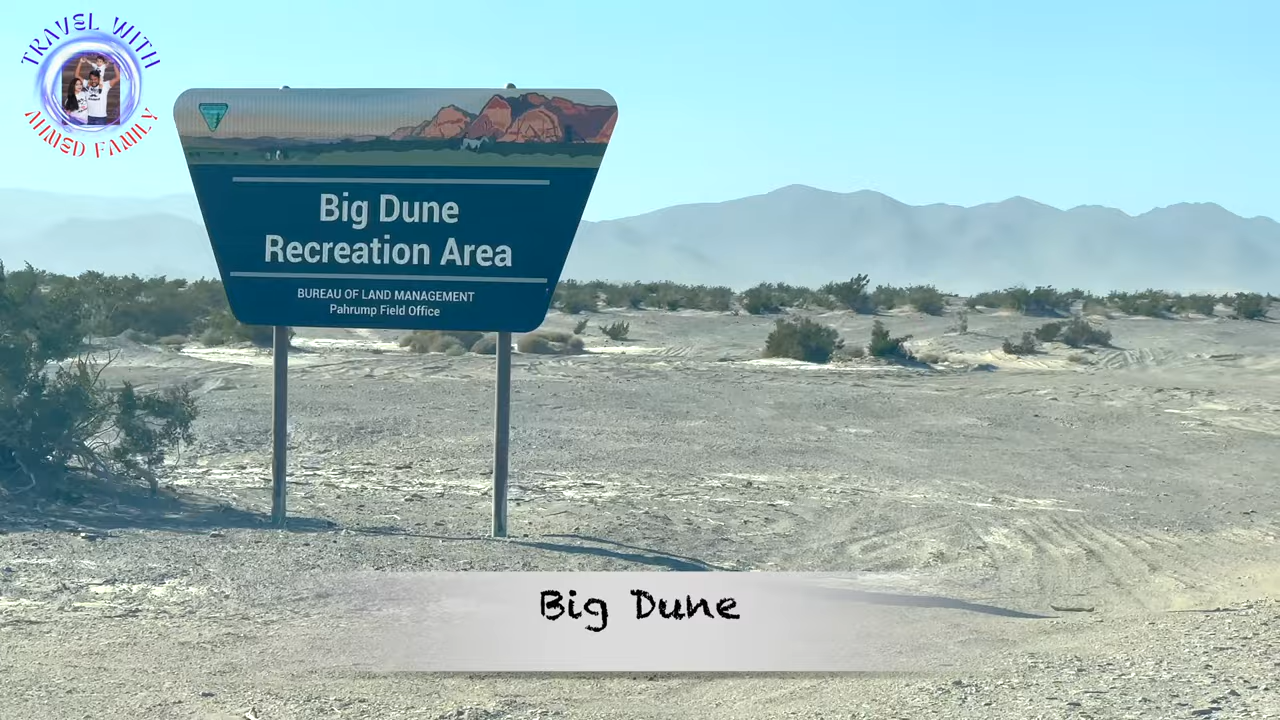 TRAVEL WITH
AHMED FAMILY
Big Dune
Recreation Area
BUREAU OF LAND MANAGEMENT
Pahrump Field Office
Big Dune